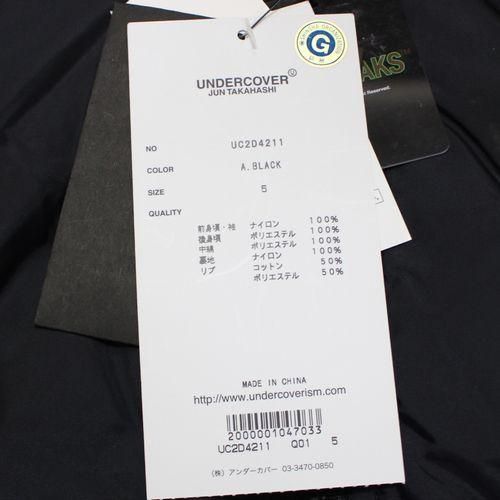 UNDERCOVER
JUN TAKAHASHI
NO UC2D4211
COLOR A.BLACK
SIZE 5
QUALITY
前身頃・袖 ナイロン 100%
後身頃 ポリエステル 100%
中綿 ポリエステル 100%
裏地 ナイロン 100%
リブ コットン 50%
ポリエステル 50%
MADE IN CHINA
http://www.undercoverism.com
2000001047033
UC2D4211 Q01 5
(株) アンダーカバー 03-3470-0850
G
AKS™
Reserved.